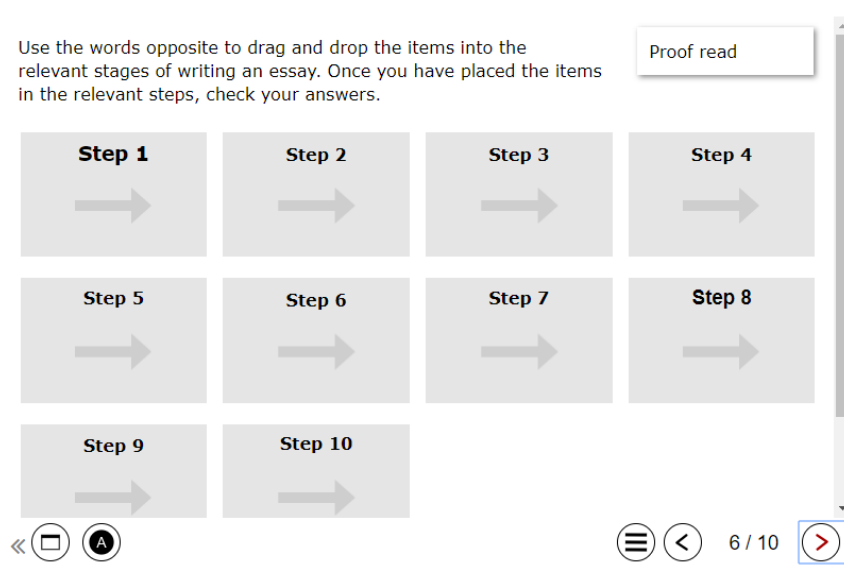 Use the words opposite to drag and drop the items into the
relevant stages of writing an essay. Once you have placed the items
in the relevant steps, check your answers.
Proof read
Step 1
Step 2
Step 3
Step 4
Step 5
Step 6
Step 7
Step 8
Step 9
Step 10
A
6 / 10